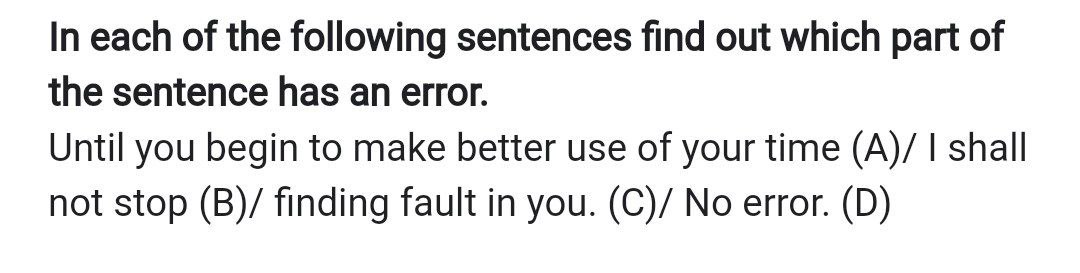 In each of the following sentences find out which part of
the sentence has an error.
Until you begin to make better use of your time (A)/ I shall
not stop (B)/ finding fault in you. (C)/ No error. (D)